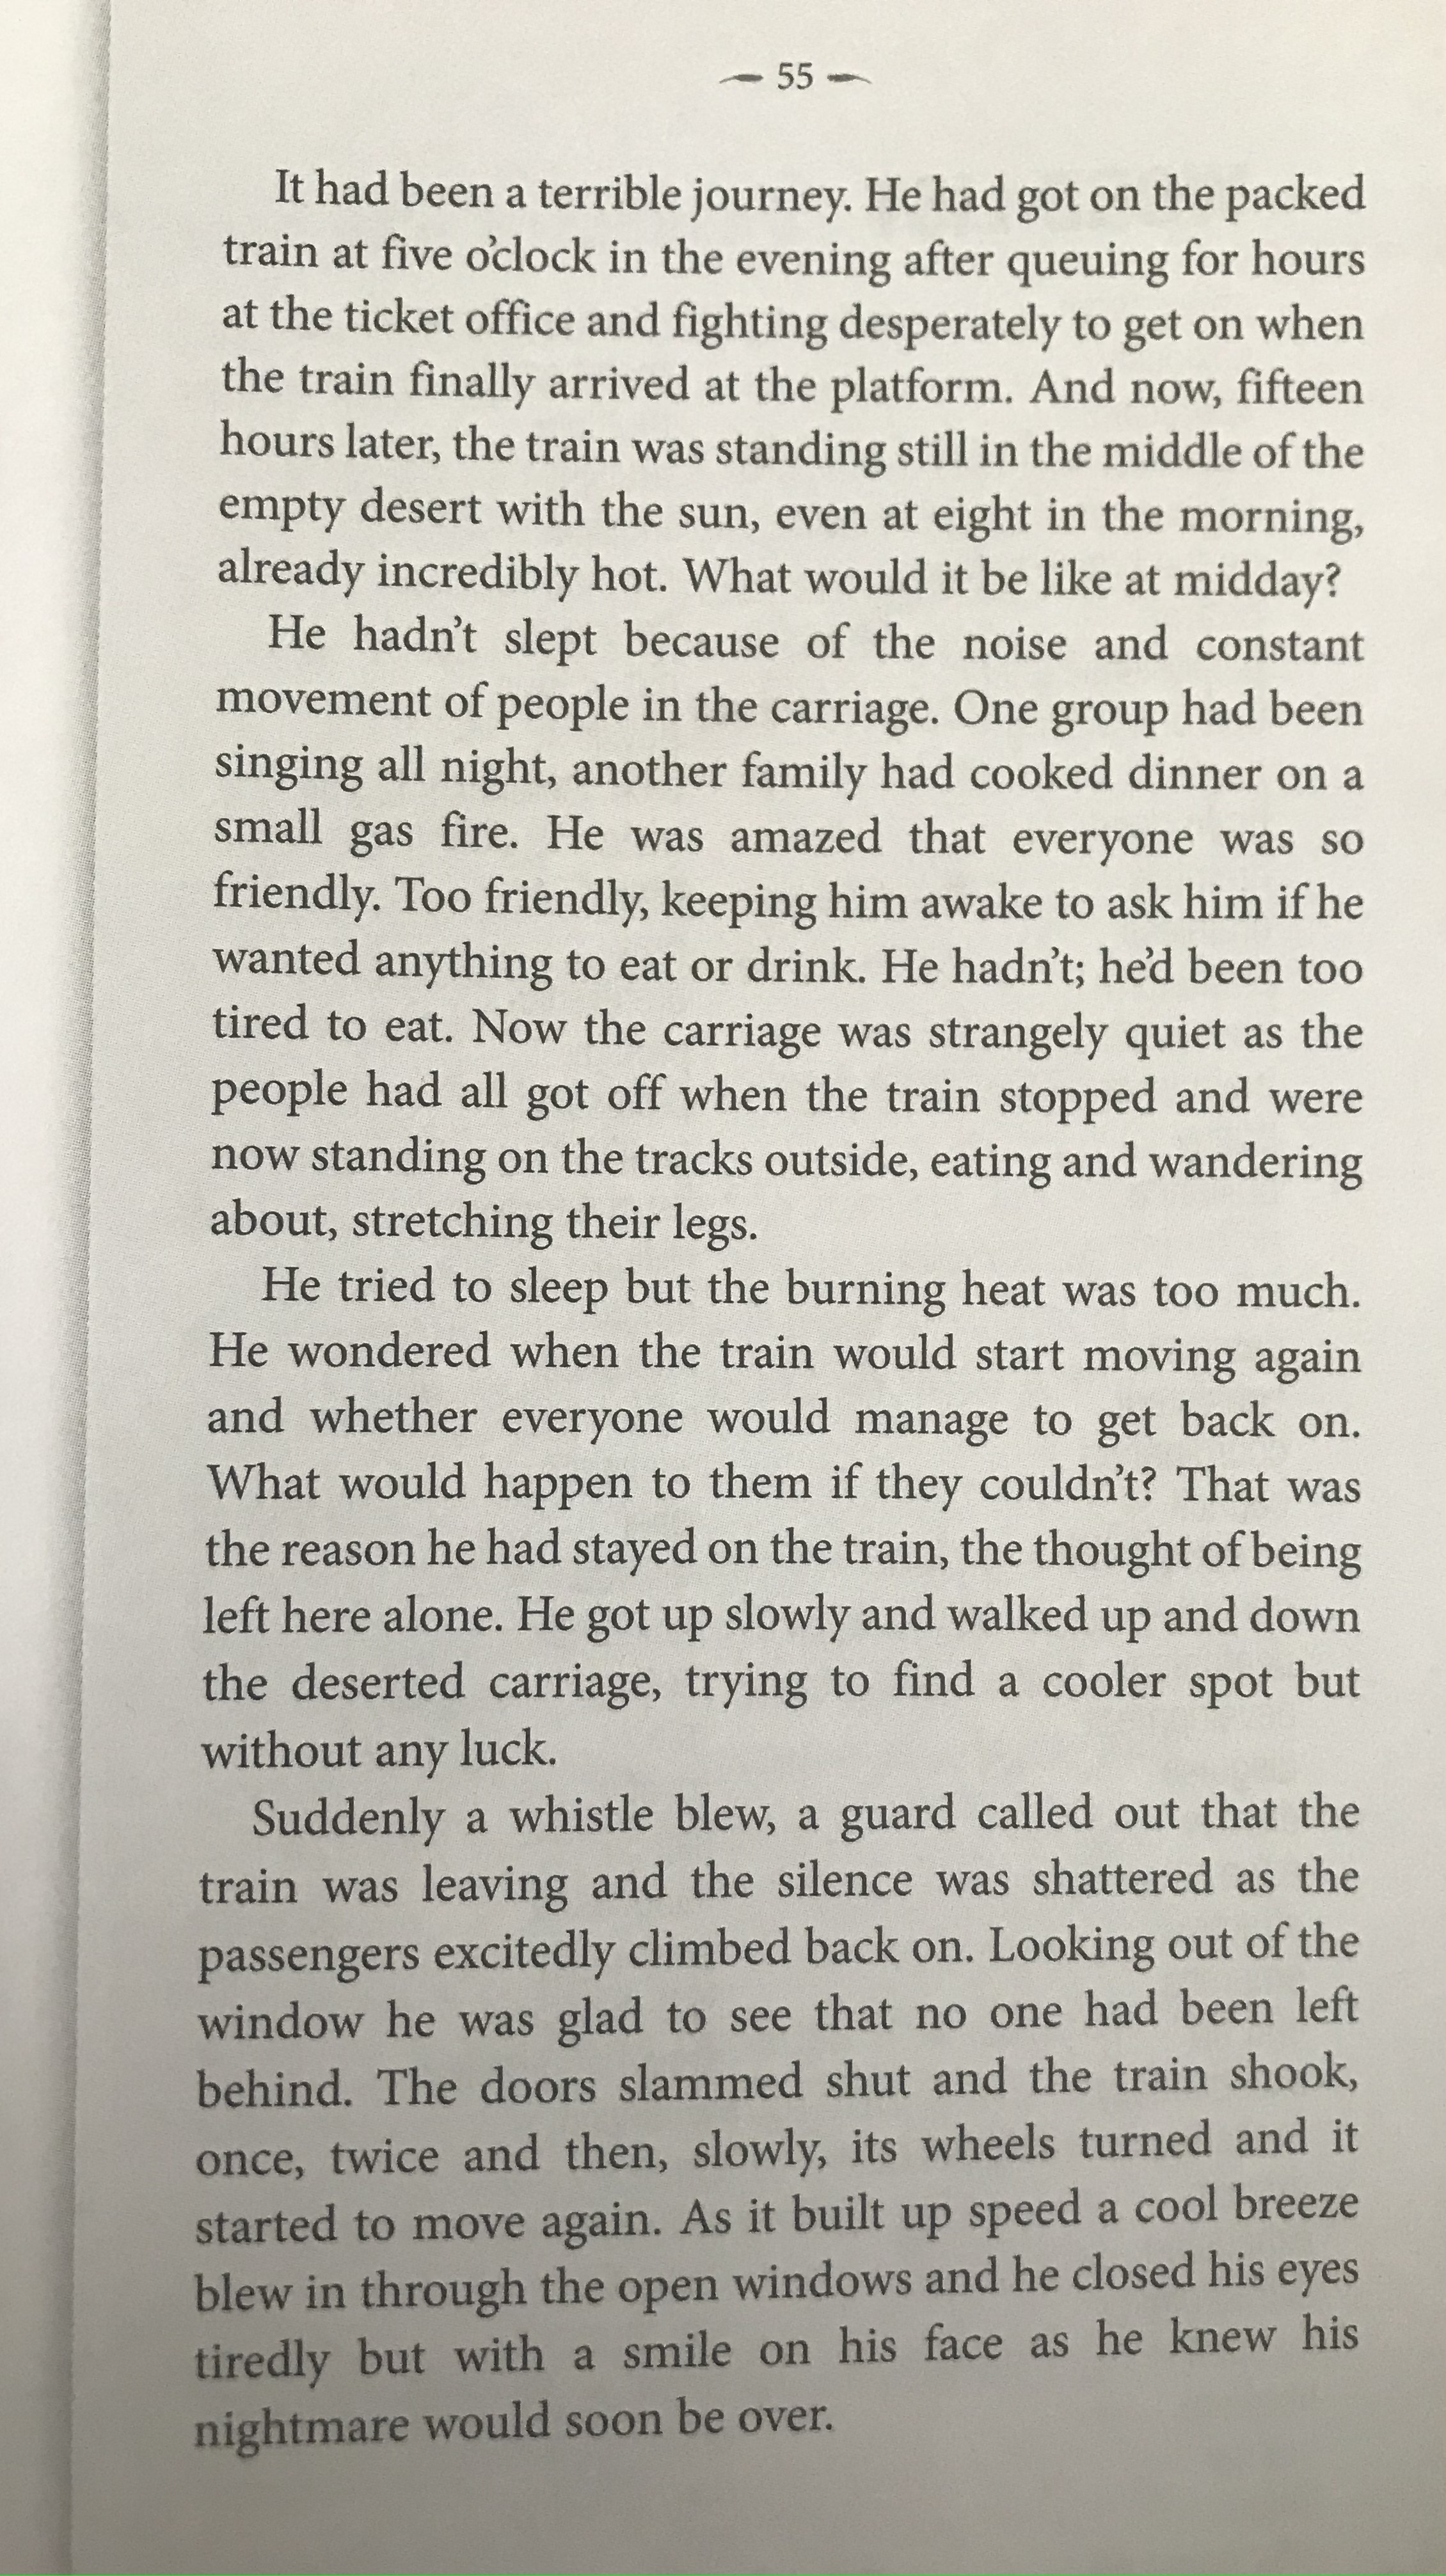 55
It had been a terrible journey. He had got on the packed
train at five o’clock in the evening after queuing for hours
at the ticket office and fighting desperately to get on when
the train finally arrived at the platform. And now, fifteen
hours later, the train was standing still in the middle of the
empty desert with the sun, even at eight in the morning,
already incredibly hot. What would it be like at midday?
He hadn’t slept because of the noise and constant
movement of people in the carriage. One group had been
singing all night, another family had cooked dinner on a
small gas fire. He was amazed that everyone was so
friendly. Too friendly, keeping him awake to ask him if he
wanted anything to eat or drink. He hadn’t; he’d been too
tired to eat. Now the carriage was strangely quiet as the
people had all got off when the train stopped and were
now standing on the tracks outside, eating and wandering
about, stretching their legs.
He tried to sleep but the burning heat was too much.
He wondered when the train would start moving again
and whether everyone would manage to get back on.
What would happen to them if they couldn’t? That was
the reason he had stayed on the train, the thought of being
left here alone. He got up slowly and walked up and down
the deserted carriage, trying to find a cooler spot but
without any luck.
Suddenly a whistle blew, a guard called out that the
train was leaving and the silence was shattered as the
passengers excitedly climbed back on. Looking out of the
window he was glad to see that no one had been left
behind. The doors slammed shut and the train shook,
once, twice and then, slowly, its wheels turned and it
started to move again. As it built up speed a cool breeze
blew in through the open windows and he closed his eyes
tiredly but with a smile on his face as he knew his
nightmare would soon be over.